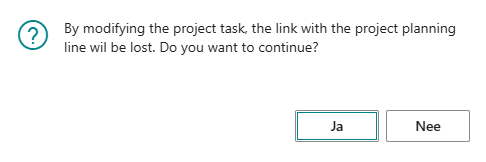 By modifying the project task, the link with the project planning
line wil be lost. Do you want to continue?
Ja
Nee